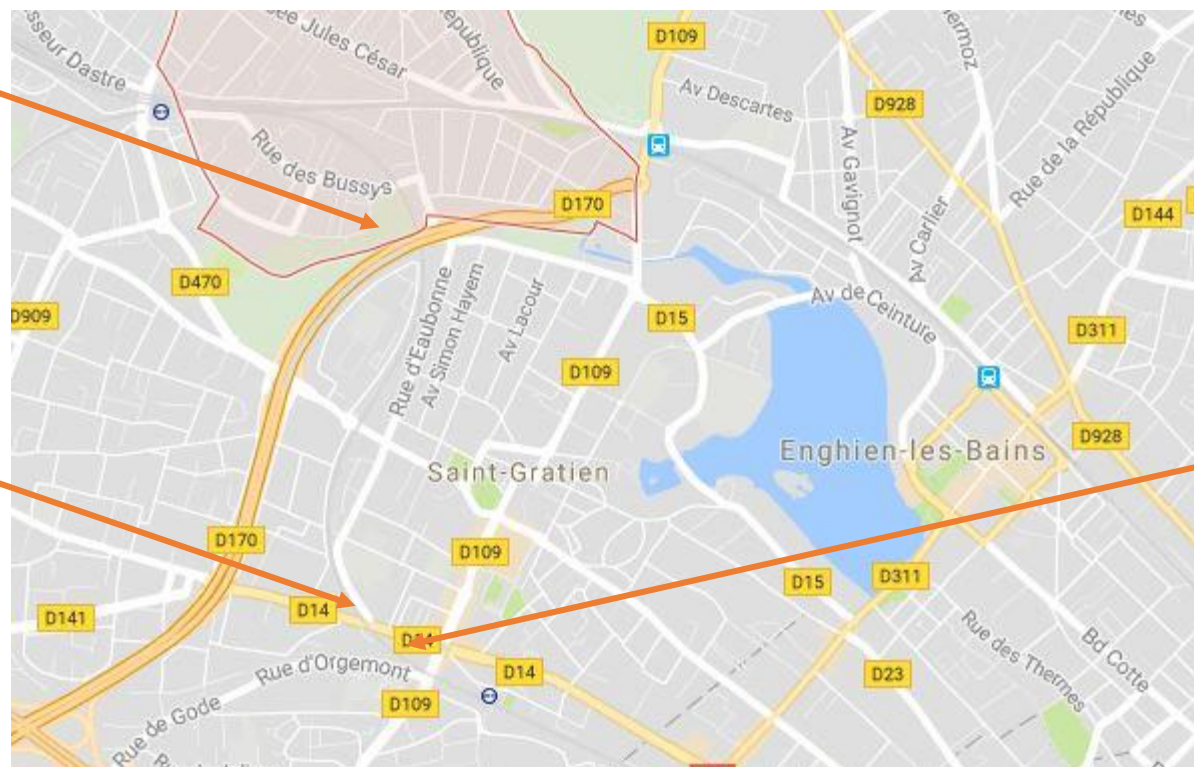 sseur Dastre
ée Jules César
République
D109
Av Descartes
D928
Rue de la République
D144
Rue des Bussys
D170
Av Gavignot
Av Carlier
D470
D909
D15
Av de Ceinture
D311
Rue d'Eaubonne
Av Simon Hayem
Av Lacour
D109
D928
Saint-Gratien
Enghien-les-Bains
D170
D109
D15
D311
D141
D14
D14
D23
Rue des Thermes
Bd Cotte
Rue d'Orgemont
D109
Rue de Gode